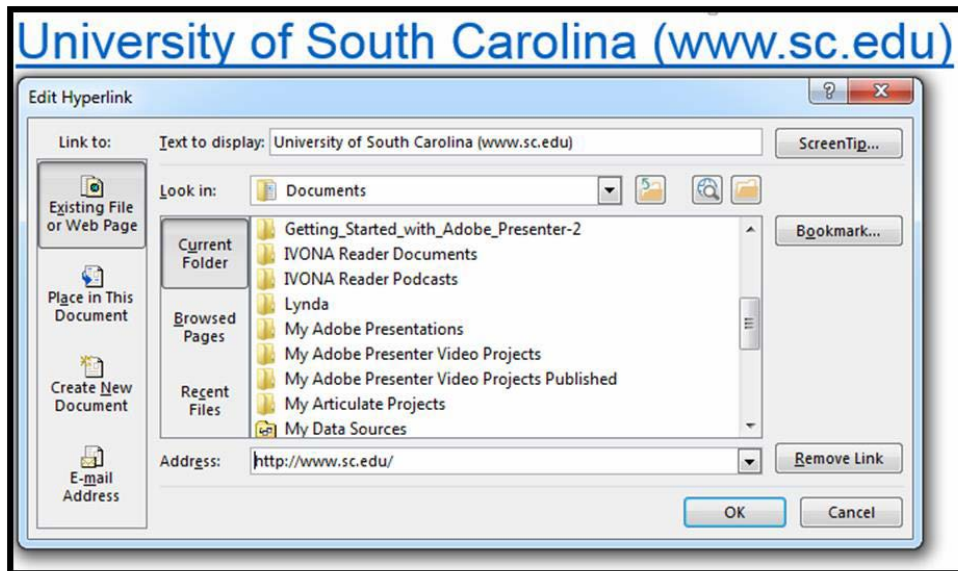 University of South Carolina (www.sc.edu)
Edit Hyperlink
Link to:
Text to display: University of South Carolina (www.sc.edu)
ScreenTip...
Existing File
or Web Page
Look in: Documents
Current
Folder
Getting_Started_with_Adobe_Presenter-2
IVONA Reader Documents
IVONA Reader Podcasts
Lynda
My Adobe Presentations
My Adobe Presenter Video Projects
My Adobe Presenter Video Projects Published
My Articulate Projects
My Data Sources
Bookmark...
Place in This
Document
Browsed
Pages
Create New
Document
Recent
Files
E-mail
Address
Address: http://www.sc.edu/
Remove Link
OK
Cancel